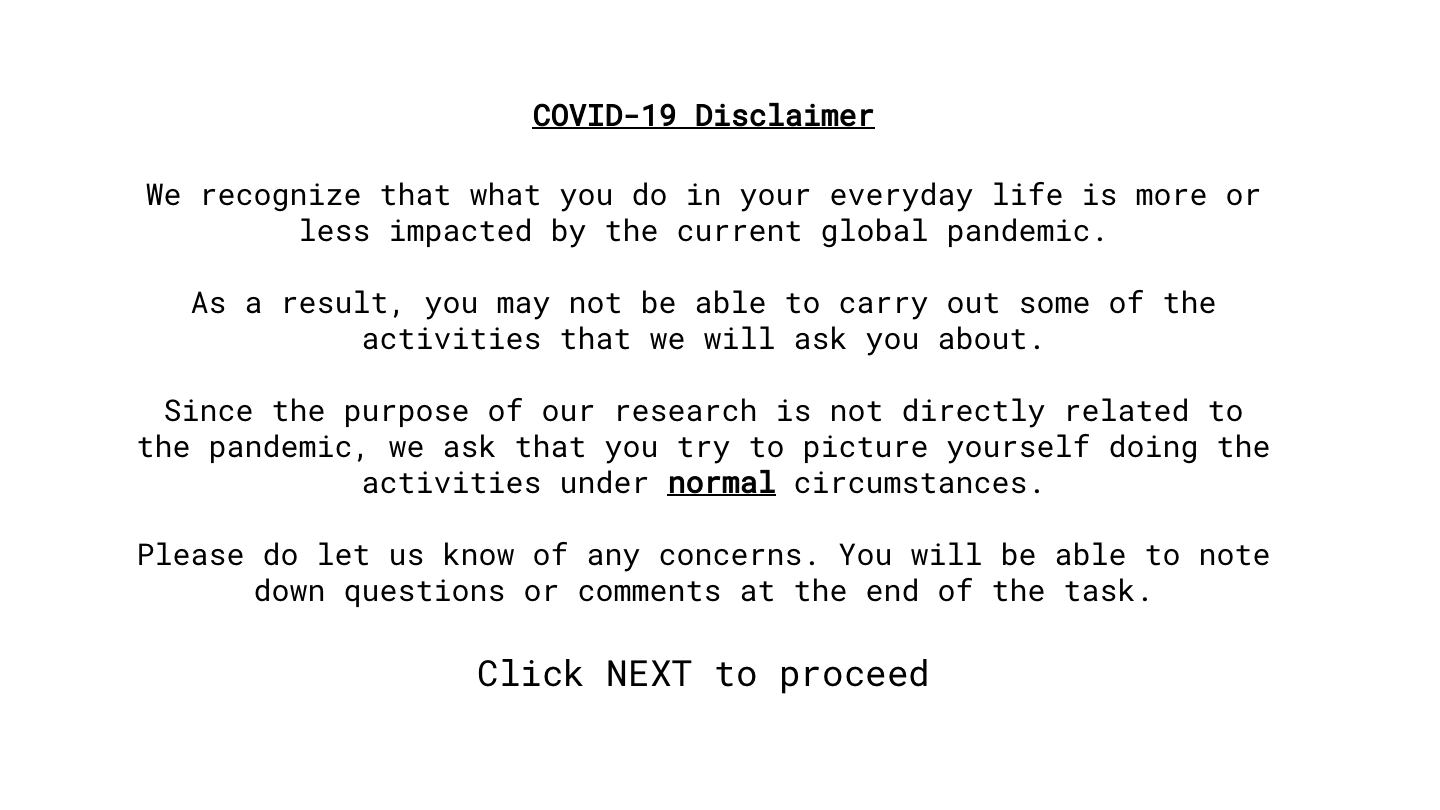 COVID-19 Disclaimer
We recognize that what you do in your everyday life is more or
less impacted by the current global pandemic.
As a result, you may not be able to carry out some of the
activities that we will ask you about.
Since the purpose of our research is not directly related to
the pandemic, we ask that you try to picture yourself doing the
activities under normal circumstances.
Please do let us know of any concerns. You will be able to note
down questions or comments at the end of the task.
Click NEXT to proceed